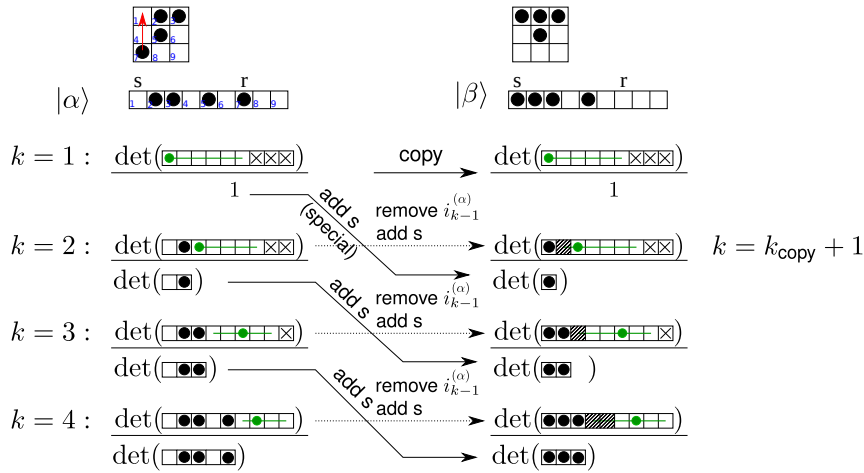 1 2 3
4 5 6
7 8 9
s r s r
|α⟩ 1 2 3 4 5 6 7 8 9 |β⟩
k = 1 : det( ) copy det( )
1 add s (special) 1
remove i_{k−1}^{(α)}
add s
k = 2 : det( ) det( ) k = k_copy + 1
det( ) add s det( )
remove i_{k−1}^{(α)}
add s
k = 3 : det( ) det( )
det( ) add s det( )
remove i_{k−1}^{(α)}
add s
k = 4 : det( ) det( )
det( ) det( )